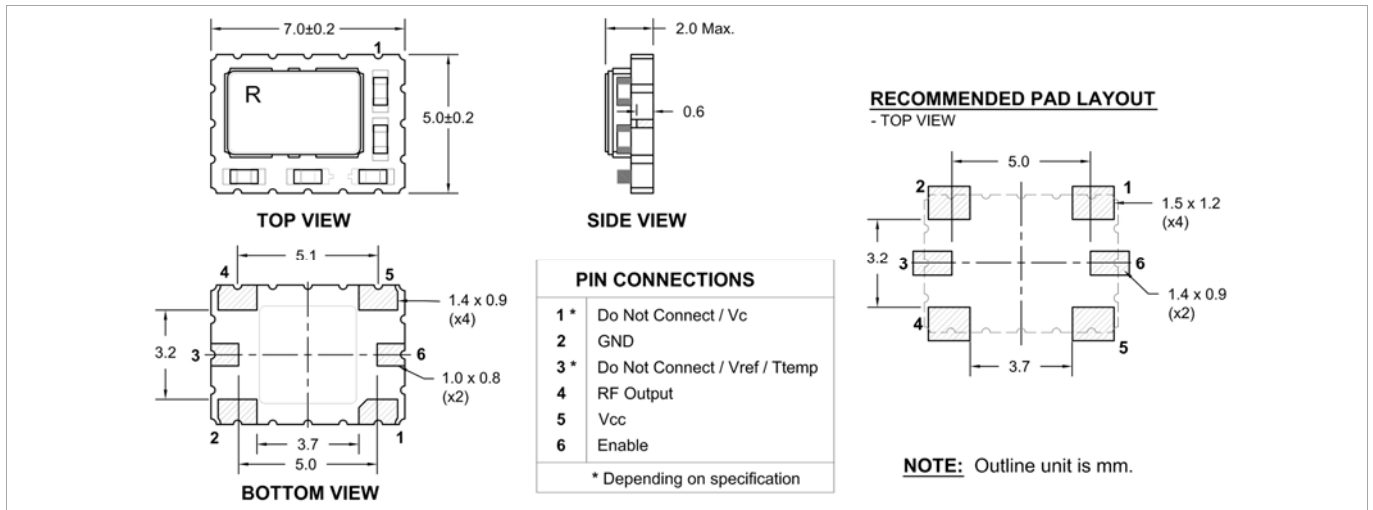 7.0±0.2
1
R
5.0±0.2
TOP VIEW
2.0 Max.
0.6
SIDE VIEW
RECOMMENDED PAD LAYOUT
- TOP VIEW
5.0
2
1
1.5 x 1.2
(x4)
3.2
3
6
1.4 x 0.9
(x2)
4
5
3.7
5.1
4
5
1.4 x 0.9
(x4)
3.2
3
6
1.0 x 0.8
(x2)
2
3.7
1
5.0
BOTTOM VIEW
PIN CONNECTIONS
1 * Do Not Connect / Vc
2 GND
3 * Do Not Connect / Vref / Ttemp
4 RF Output
5 Vcc
6 Enable
* Depending on specification
NOTE: Outline unit is mm.